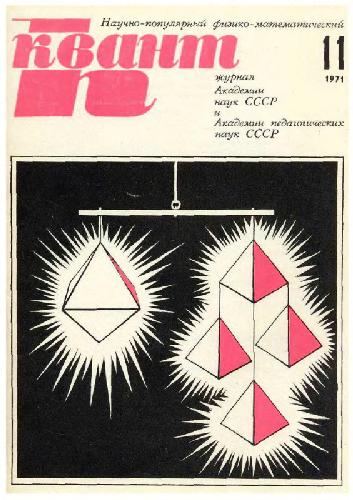 Научно-популярный физико-математический
квант
11
1971
журнал
Академии
наук СССР
и
Академии педагогических
наук СССР